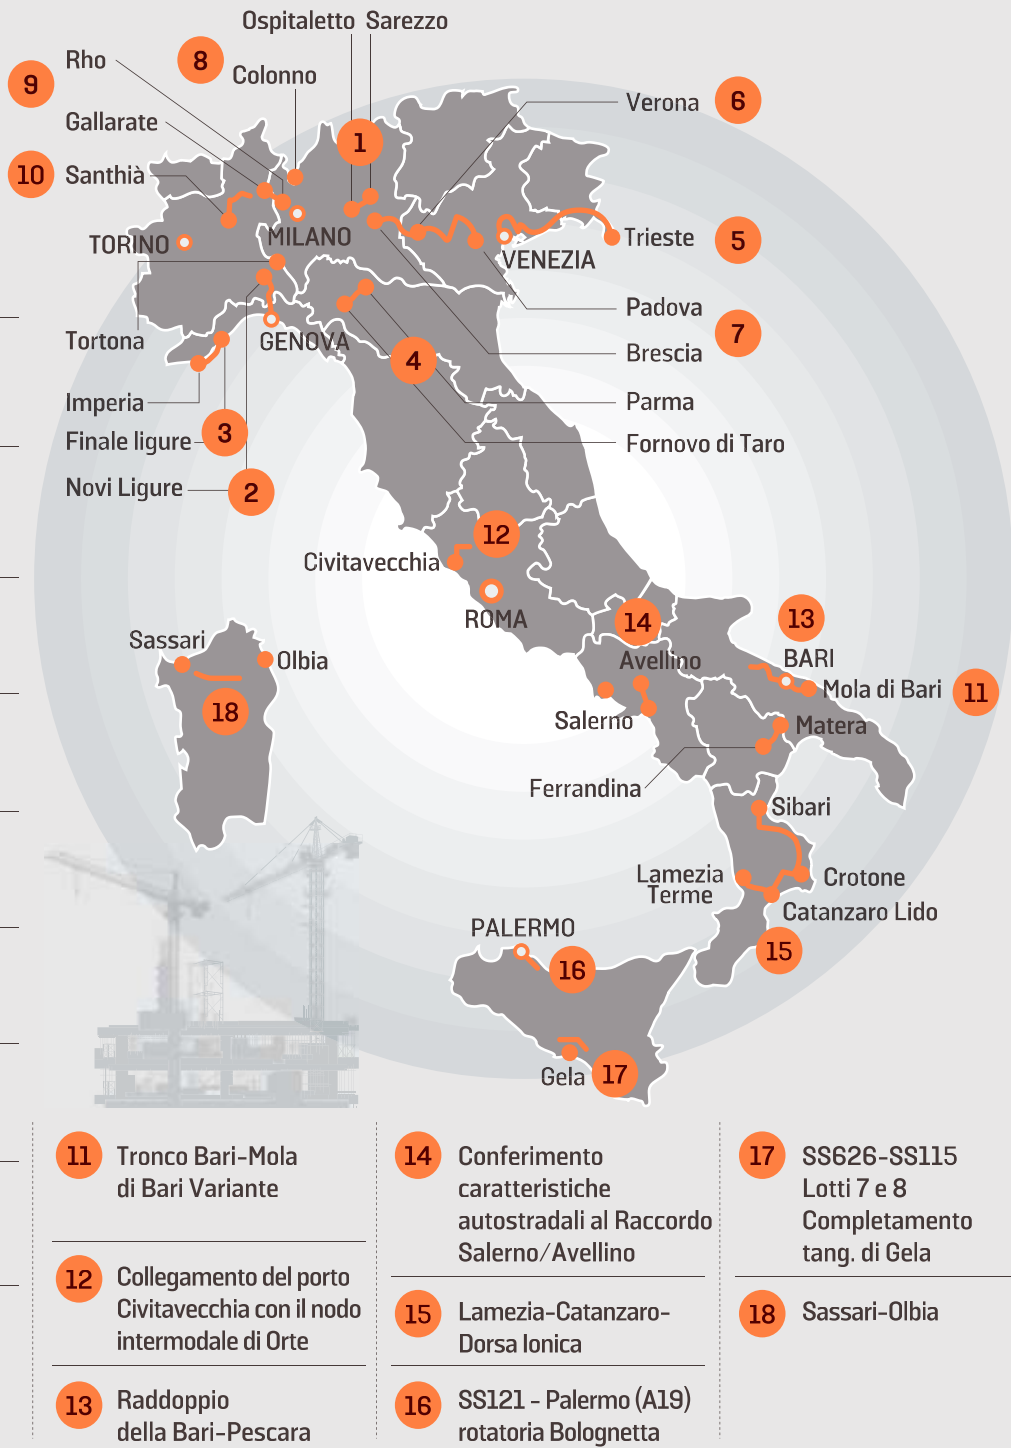 Ospitaletto Sarezzo
Rho
8
Colonno
9
Gallarate
Verona
6
1
10
Santhià
TORINO
MILANO
VENEZIA
Trieste
5
Padova
7
Tortona
GENOVA
Brescia
4
Imperia
Parma
Finale ligure
3
Fornovo di Taro
Novi Ligure
2
12
Civitavecchia
ROMA
14
13
Sassari
Olbia
Avellino
BARI
Mola di Bari
11
18
Salerno
Matera
Ferrandina
Sibari
Lamezia
Terme
Crotone
Catanzaro Lido
PALERMO
15
16
Gela
17
11
Tronco Bari-Mola
di Bari Variante
12
Collegamento del porto
Civitavecchia con il nodo
intermodale di Orte
13
Raddoppio
della Bari-Pescara
14
Conferimento
caratteristiche
autostradali al Raccordo
Salerno/Avellino
15
Lamezia-Catanzaro-
Dorsa Ionica
16
SS121 - Palermo (A19)
rotatoria Bolognetta
17
SS626-SS115
Lotti 7 e 8
Completamento
tang. di Gela
18
Sassari-Olbia